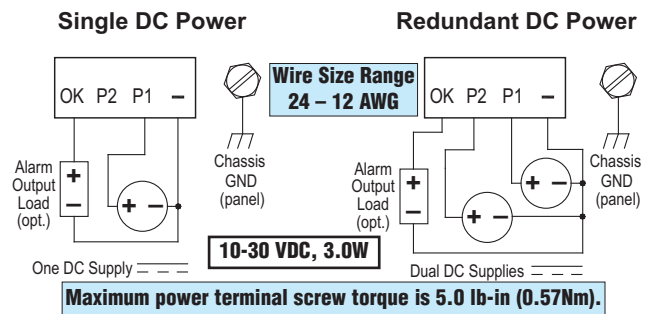 Single DC Power
Redundant DC Power
OK P2 P1 –
Wire Size Range
24 – 12 AWG
OK P2 P1 –
Alarm
Output
Load
(opt.)
+
–
+ –
Chassis
GND
(panel)
Alarm
Output
Load
(opt.)
+
–
+ –
+ –
Chassis
GND
(panel)
One DC Supply
10-30 VDC, 3.0W
Dual DC Supplies
Maximum power terminal screw torque is 5.0 lb-in (0.57Nm).